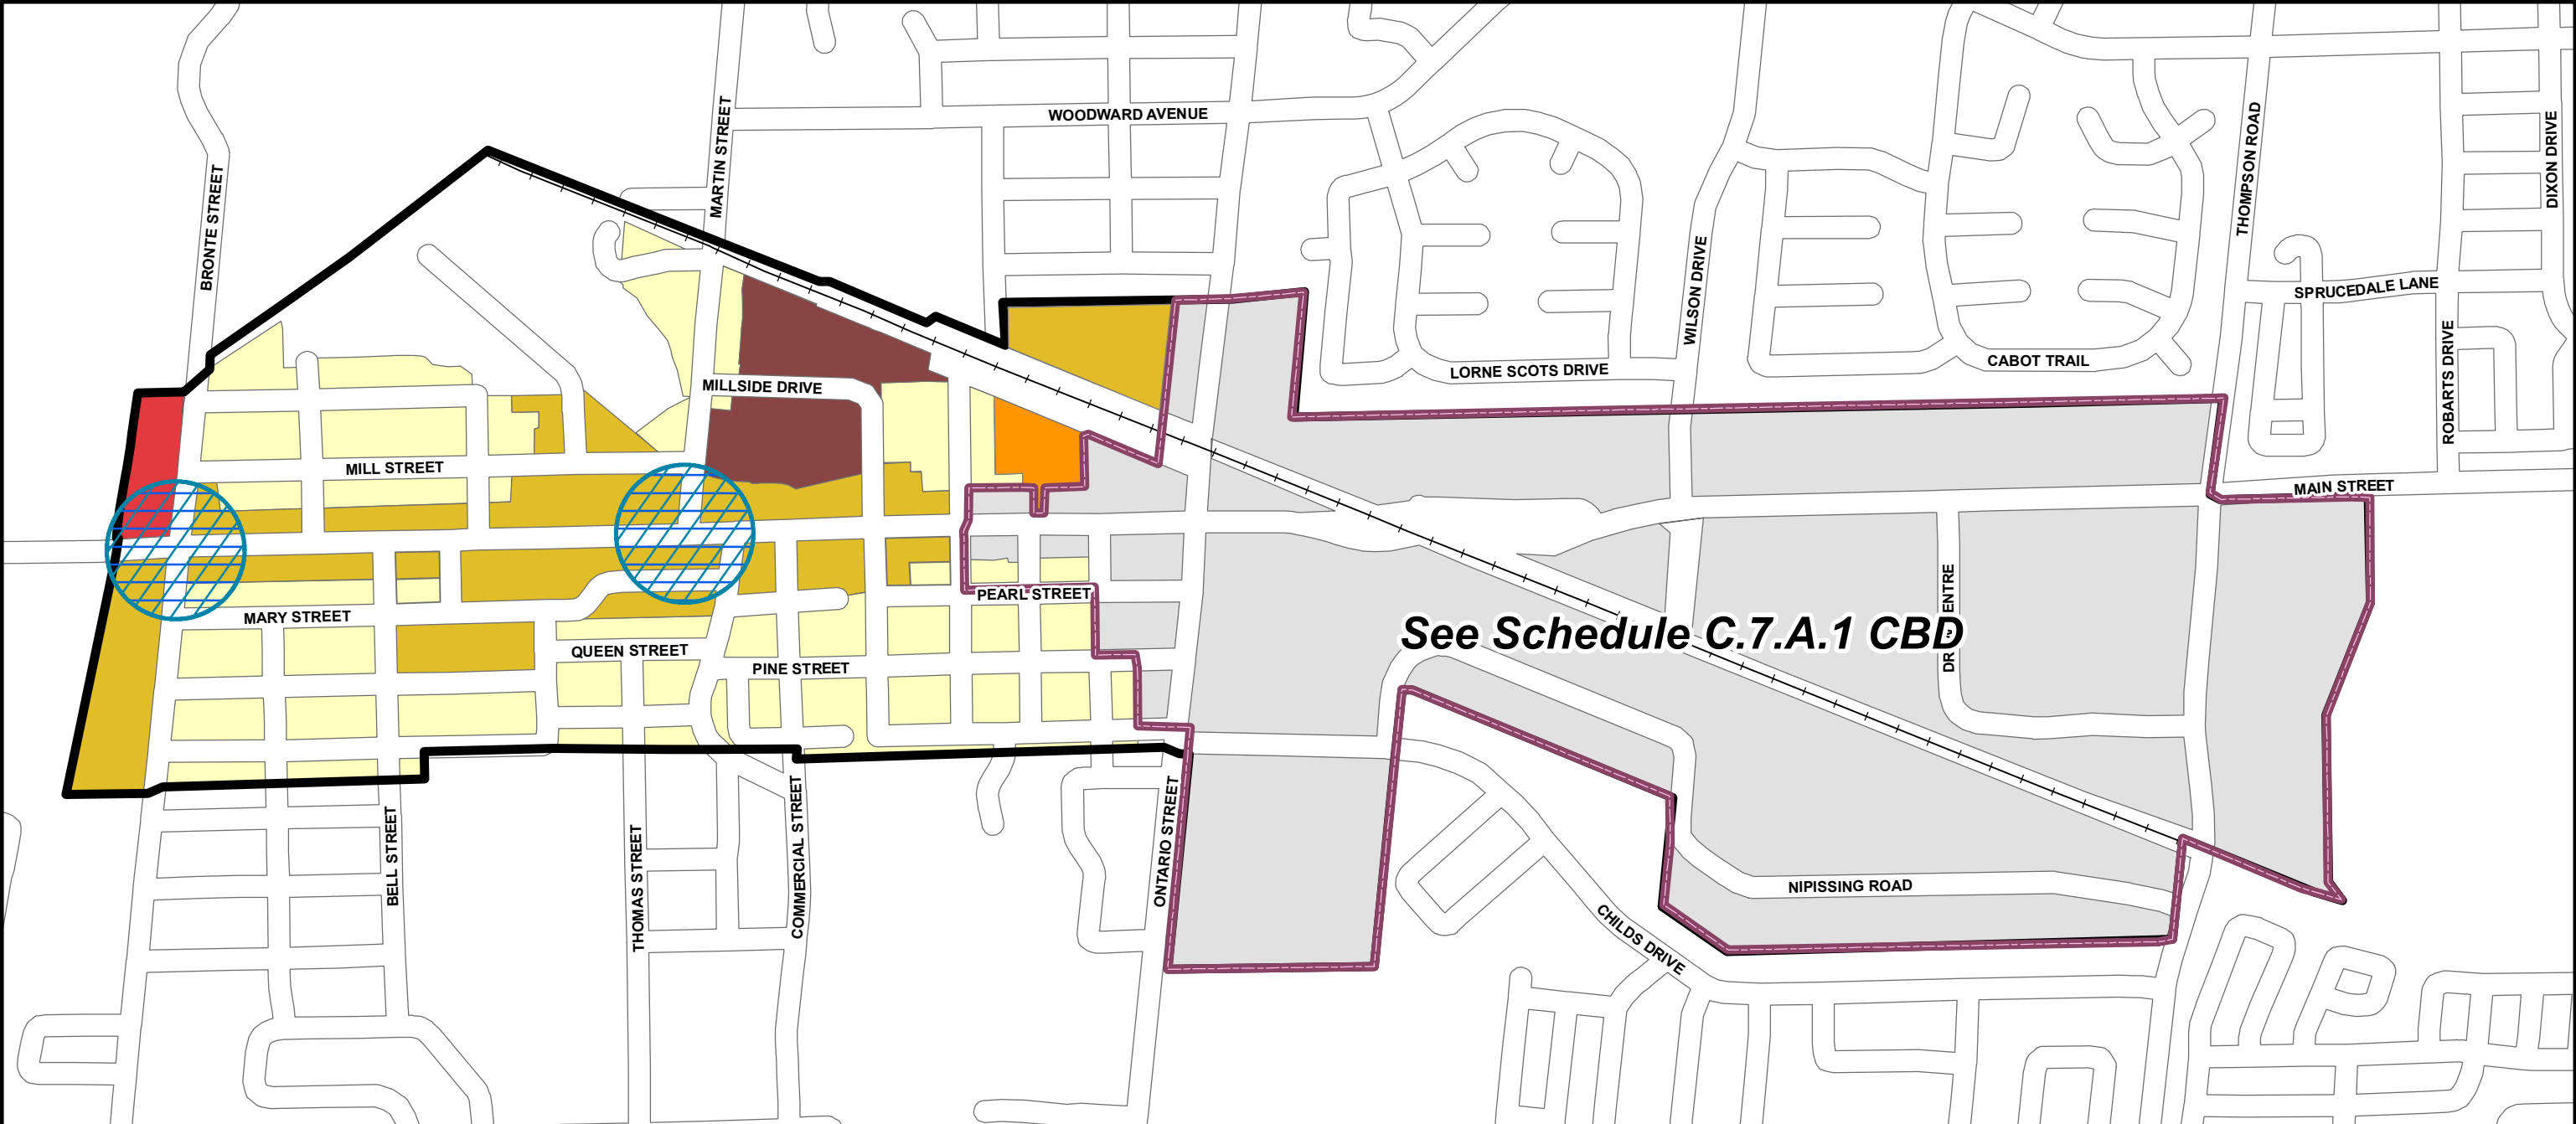 WOODWARD AVENUE
MARTIN STREET
BRONTE STREET
THOMPSON ROAD
DIXON DRIVE
WILSON DRIVE
SPRUCEDALE LANE
ROBARTS DRIVE
LORNE SCOTS DRIVE
CABOT TRAIL
MILLSIDE DRIVE
MILL STREET
MAIN STREET
PEARL STREET
MARY STREET
QUEEN STREET
PINE STREET
See Schedule C.7.A.1 CBD
DR ENTRE
BELL STREET
THOMAS STREET
COMMERCIAL STREET
ONTARIO STREET
NIPISSING ROAD
CHILDS DRIVE